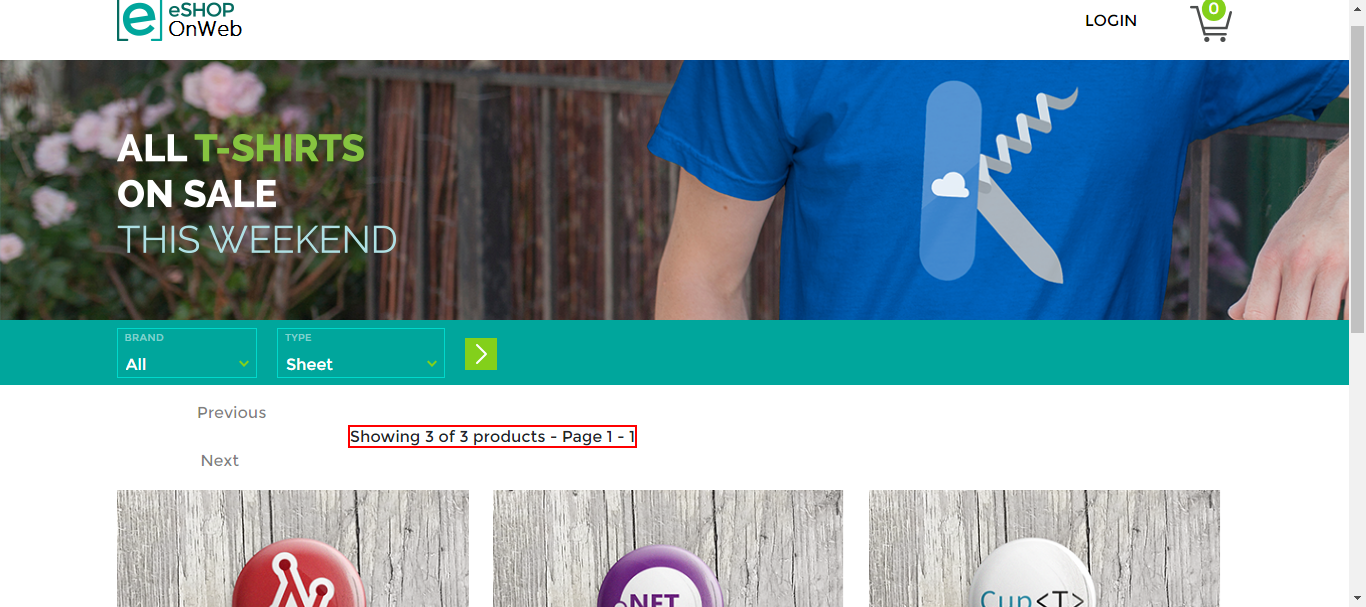 eSHOP
OnWeb
LOGIN
0
ALL T-SHIRTS
ON SALE
THIS WEEKEND
BRAND
All
TYPE
Sheet
Previous
Showing 3 of 3 products - Page 1 - 1
Next
.NET
Cup<T>